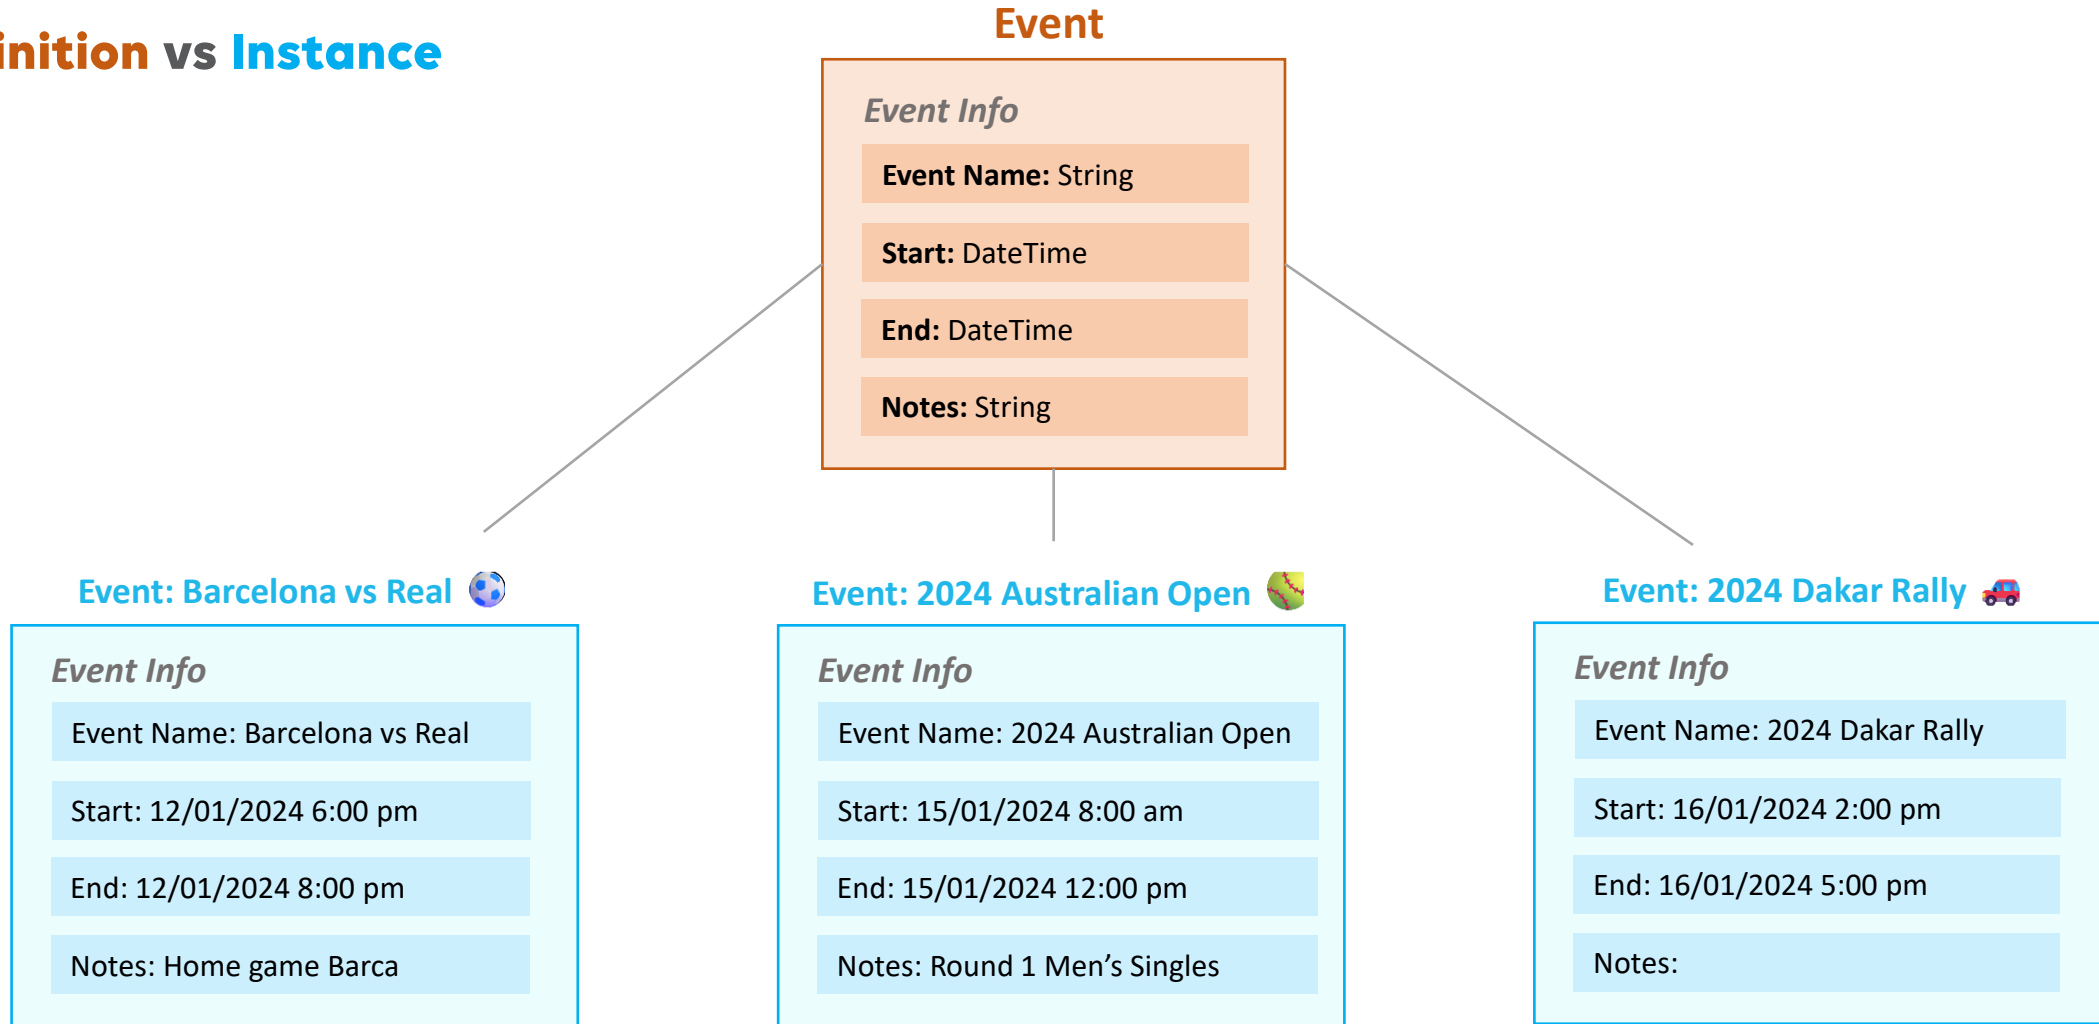 inition vs Instance
Event
Event Info
Event Name: String
Start: DateTime
End: DateTime
Notes: String
Event: Barcelona vs Real
Event Info
Event Name: Barcelona vs Real
Start: 12/01/2024 6:00 pm
End: 12/01/2024 8:00 pm
Notes: Home game Barca
Event: 2024 Australian Open
Event Info
Event Name: 2024 Australian Open
Start: 15/01/2024 8:00 am
End: 15/01/2024 12:00 pm
Notes: Round 1 Men’s Singles
Event: 2024 Dakar Rally
Event Info
Event Name: 2024 Dakar Rally
Start: 16/01/2024 2:00 pm
End: 16/01/2024 5:00 pm
Notes: